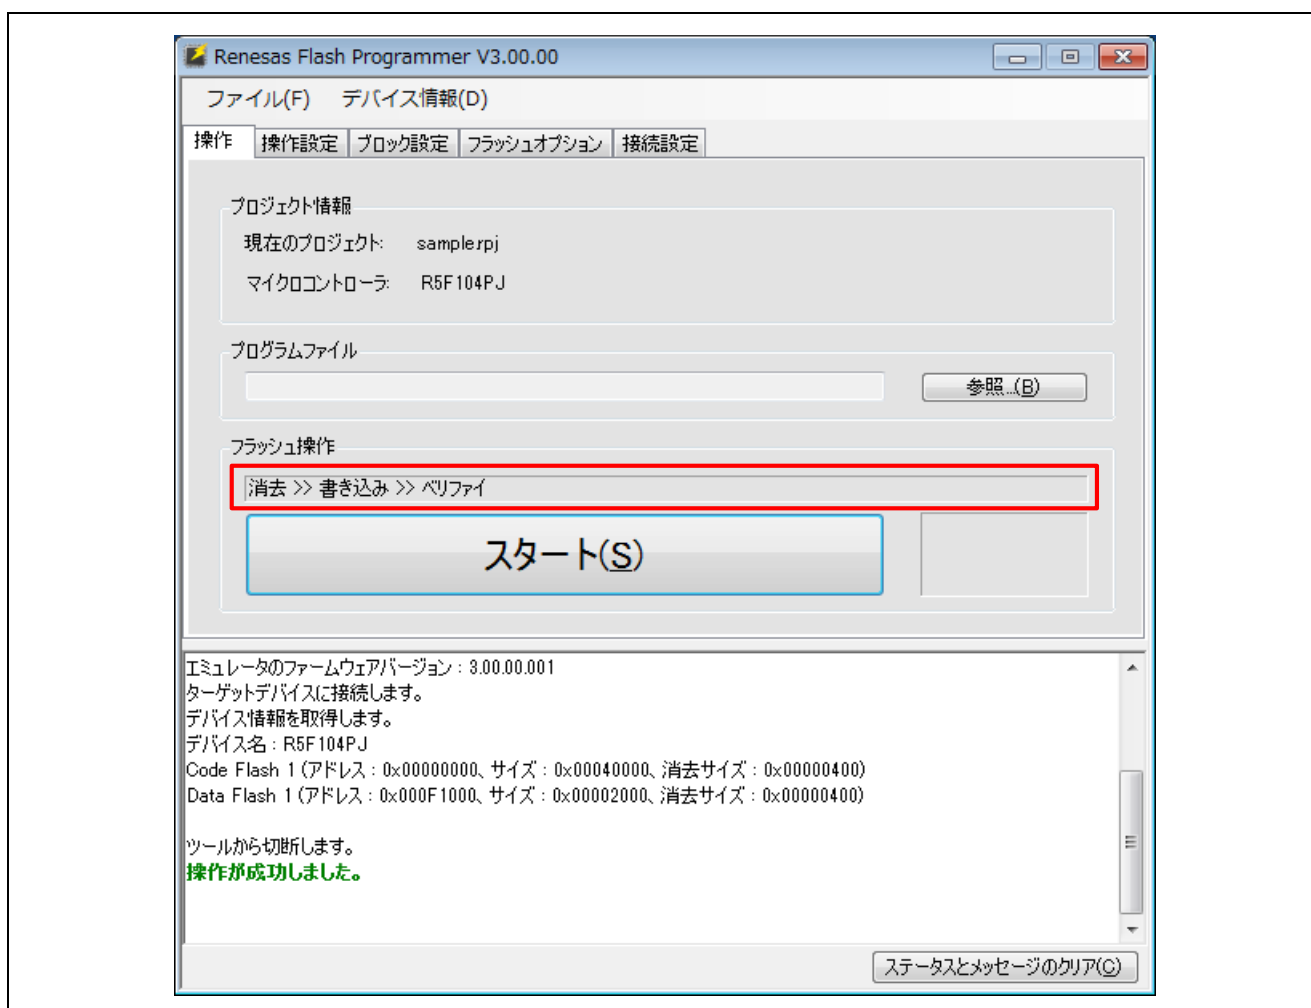 Renesas Flash Programmer V3.00.00
ファイル(F) デバイス情報(D)
操作 操作設定 ブロック設定 フラッシュオプション 接続設定
プロジェクト情報
現在のプロジェクト: sample.rpj
マイクロコントローラ: R5F104PJ
プログラムファイル
参照...(B)
フラッシュ操作
消去 >> 書き込み >> ベリファイ
スタート(S)
エミュレータのファームウェアバージョン : 3.00.00.001
ターゲットデバイスに接続します。
デバイス情報を取得します。
デバイス名 : R5F104PJ
Code Flash 1 (アドレス : 0x00000000、サイズ : 0x00040000、消去サイズ : 0x00000400)
Data Flash 1 (アドレス : 0x000F1000、サイズ : 0x00002000、消去サイズ : 0x00000400)
ツールから切断します。
操作が成功しました。
ステータスとメッセージのクリア(C)